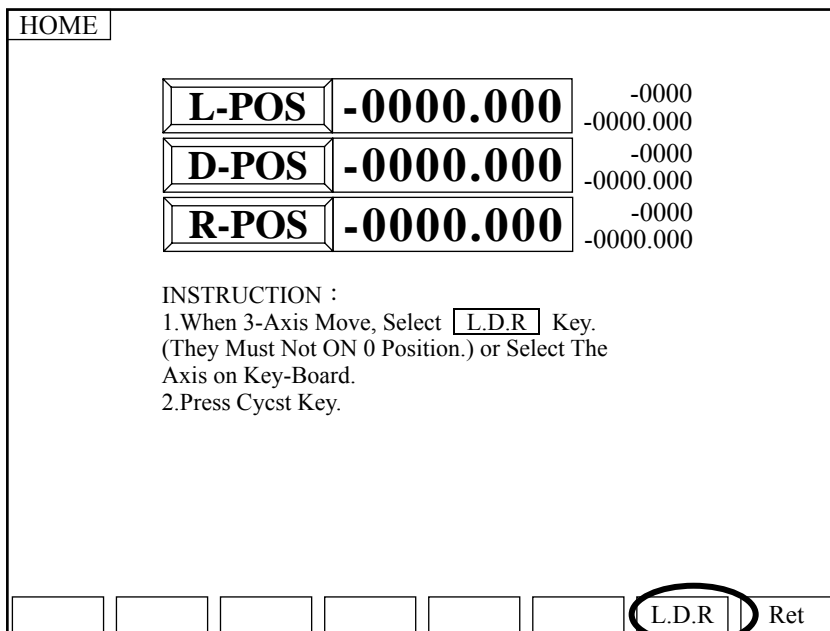 HOME
L-POS -0000.000 -0000
-0000.000
D-POS -0000.000 -0000
-0000.000
R-POS -0000.000 -0000
-0000.000
INSTRUCTION：
1.When 3-Axis Move, Select L.D.R Key.
(They Must Not ON 0 Position.) or Select The
Axis on Key-Board.
2.Press Cycst Key.
L.D.R Ret